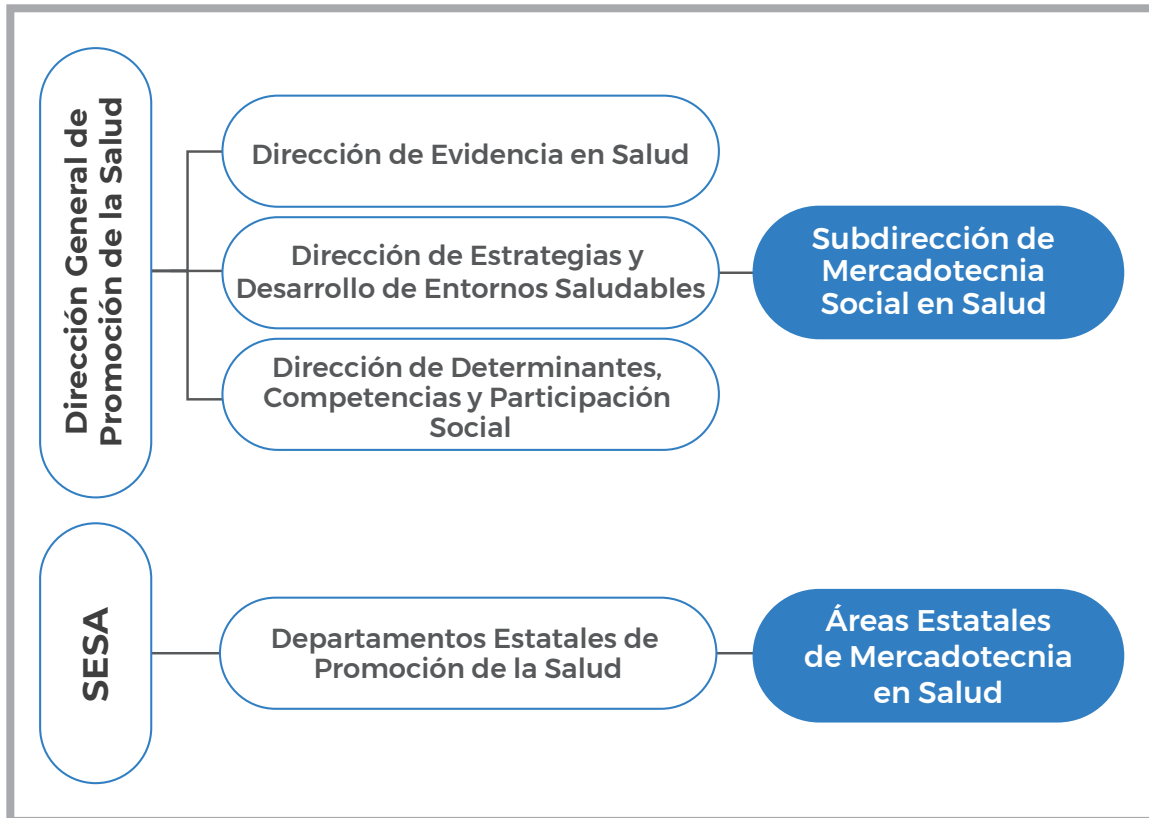 Dirección General de
Promoción de la Salud
Dirección de Evidencia en Salud
Dirección de Estrategias y
Desarrollo de Entornos Saludables
Dirección de Determinantes,
Competencias y Participación
Social
Subdirección de
Mercadotecnia
Social en Salud
SESA
Departamentos Estatales de
Promoción de la Salud
Áreas Estatales
de Mercadotecnia
en Salud